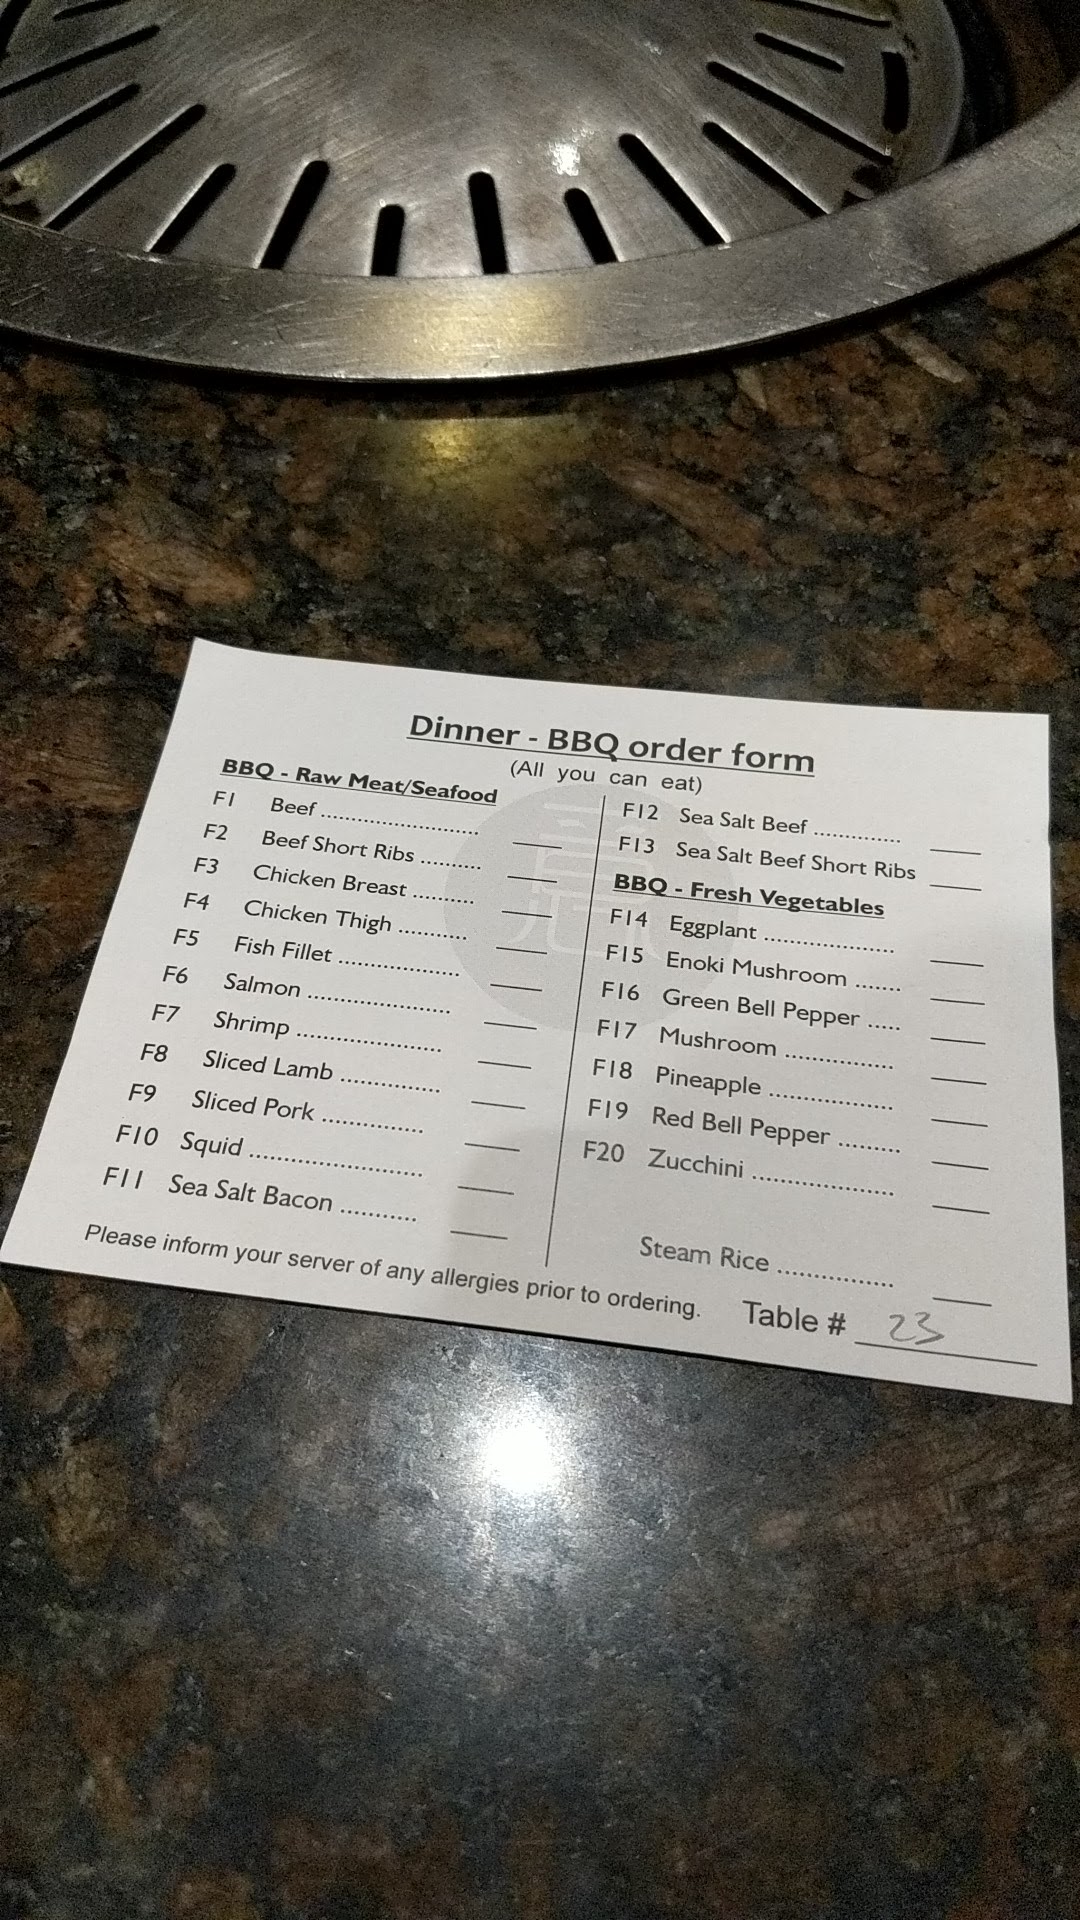 Dinner - BBQ order form
(All you can eat)
BBQ - Raw Meat/Seafood
F1 Beef ..........................
F2 Beef Short Ribs ..........
F3 Chicken Breast ..........
F4 Chicken Thigh ...........
F5 Fish Fillet ....................
F6 Salmon .......................
F7 Shrimp ........................
F8 Sliced Lamb ................
F9 Sliced Pork .................
F10 Squid ............................
F11 Sea Salt Bacon ............
F12 Sea Salt Beef ..............
F13 Sea Salt Beef Short Ribs
BBQ - Fresh Vegetables
F14 Eggplant .....................
F15 Enoki Mushroom .......
F16 Green Bell Pepper .....
F17 Mushroom .................
F18 Pineapple ....................
F19 Red Bell Pepper ..........
F20 Zucchini .......................
Steam Rice ...................
Please inform your server of any allergies prior to ordering.
Table # 23